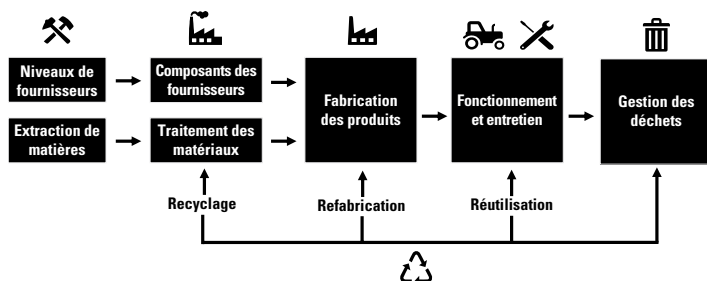 Niveaux de
fournisseurs
Composants des
fournisseurs
Extraction de
matières
Traitement des
matériaux
Fabrication
des produits
Fonctionnement
et entretien
Gestion des
déchets
Recyclage
Refabrication
Réutilisation